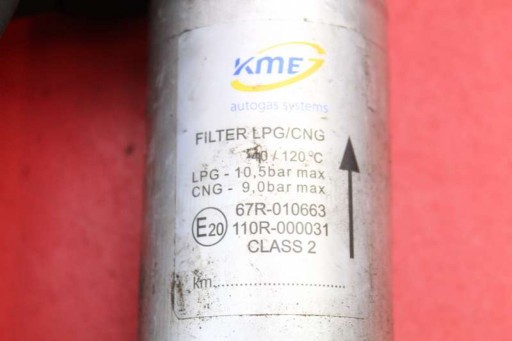 KME
autogas systems
FILTER LPG/CNG
40 / 120 °C
LPG - 10,5bar max
CNG - 9,0bar max
67R-010663
E20 110R-000031
CLASS 2
km..............................